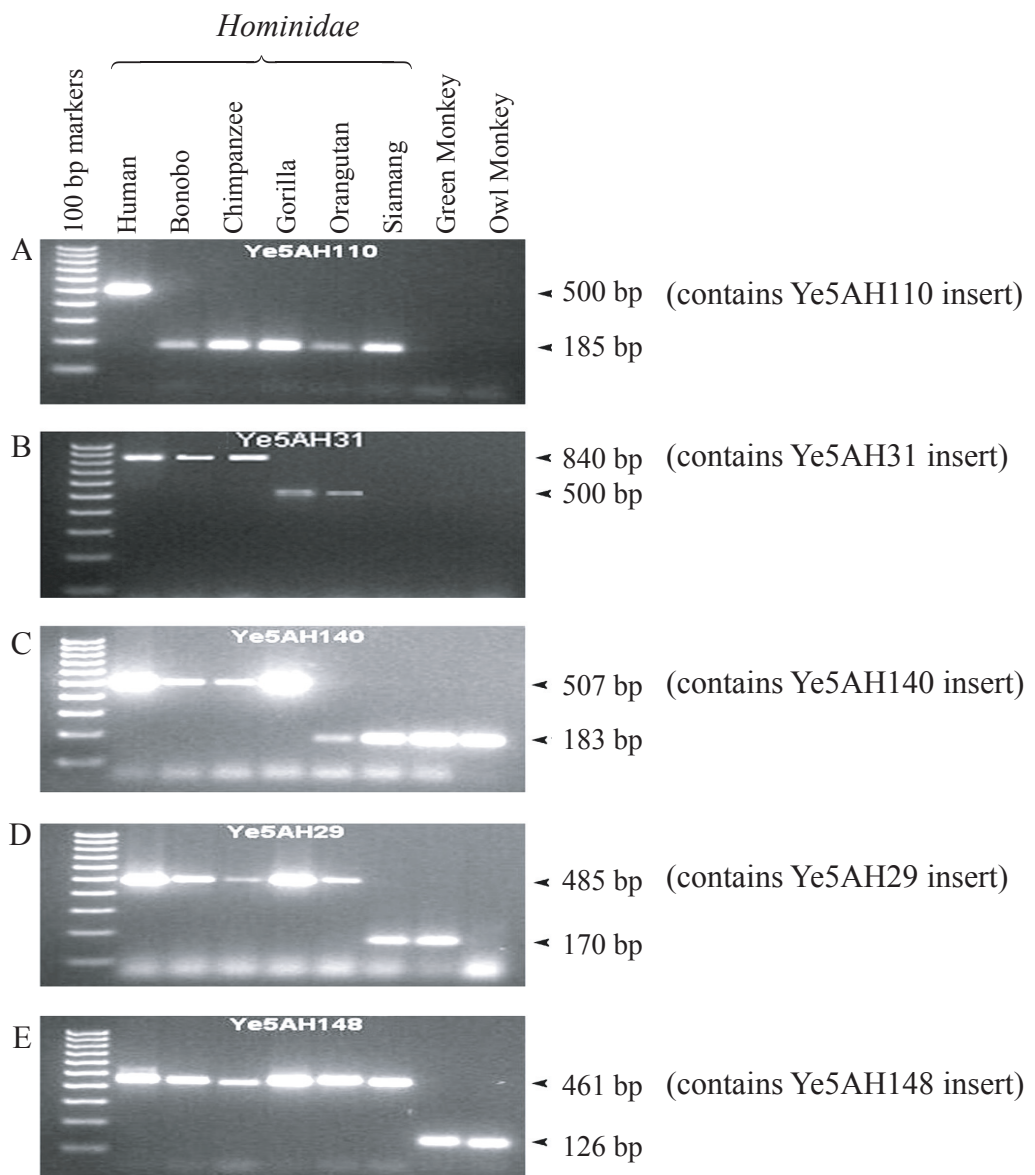 Hominidae
100 bp markers
Human
Bonobo
Chimpanzee
Gorilla
Orangutan
Siamang
Green Monkey
Owl Monkey
A
Ye5AH110
500 bp (contains Ye5AH110 insert)
185 bp
B
Ye5AH31
840 bp (contains Ye5AH31 insert)
500 bp
C
Ye5AH140
507 bp (contains Ye5AH140 insert)
183 bp
D
Ye5AH29
485 bp (contains Ye5AH29 insert)
170 bp
E
Ye5AH148
461 bp (contains Ye5AH148 insert)
126 bp